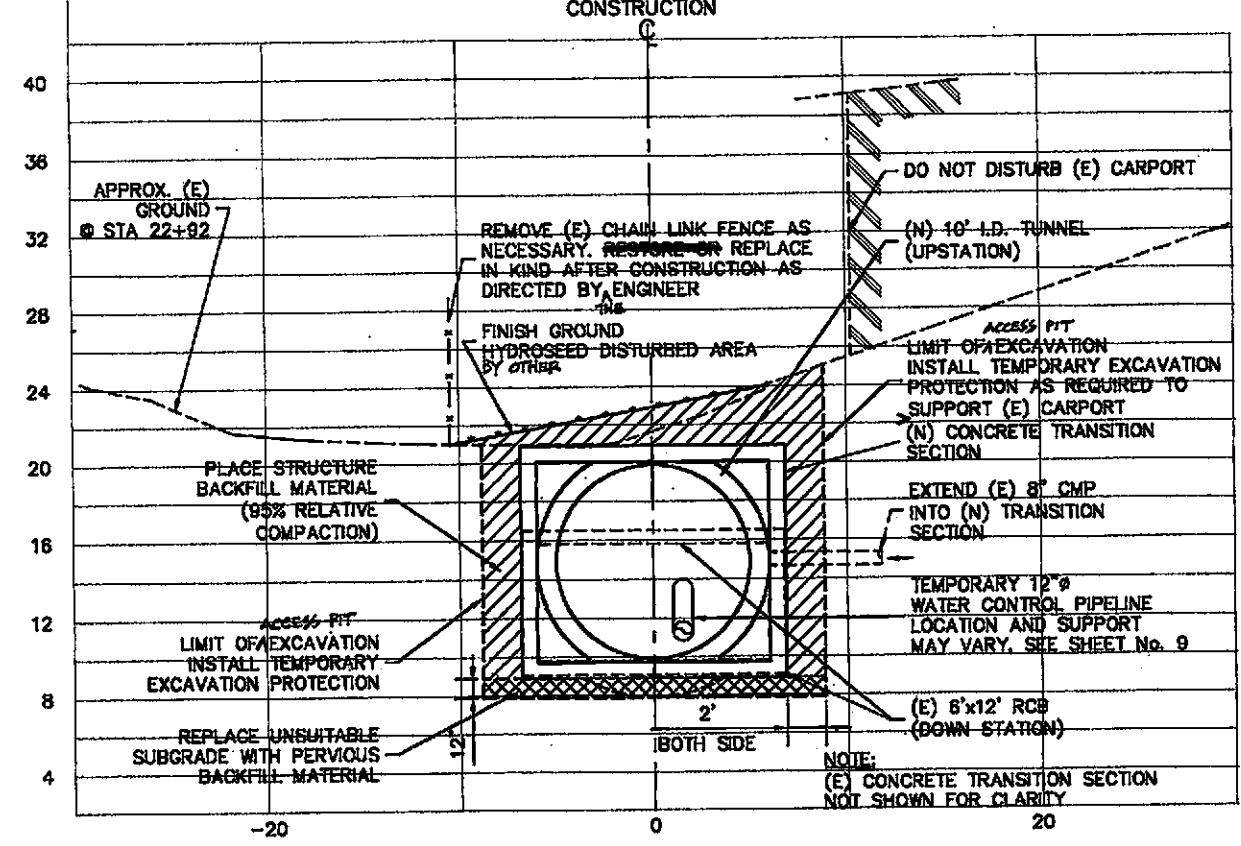 CONSTRUCTION
℄
40
36
32
28
24
20
16
12
8
4
-20
0
20
APPROX. (E)
GROUND
@ STA 22+92
REMOVE (E) CHAIN LINK FENCE AS
NECESSARY. RESTORE OR REPLACE
IN KIND AFTER CONSTRUCTION AS
DIRECTED BY ENGINEER
THE
FINISH GROUND
HYDROSEED DISTURBED AREA
BY OTHER
PLACE STRUCTURE
BACKFILL MATERIAL
(95% RELATIVE
COMPACTION)
ACCESS PIT
LIMIT OF EXCAVATION
INSTALL TEMPORARY
EXCAVATION PROTECTION
REPLACE UNSUITABLE
SUBGRADE WITH PERVIOUS
BACKFILL MATERIAL
12"
2'
BOTH SIDE
DO NOT DISTURB (E) CARPORT
(N) 10' I.D. TUNNEL
(UPSTATION)
ACCESS PIT
LIMIT OF EXCAVATION
INSTALL TEMPORARY EXCAVATION
PROTECTION AS REQUIRED TO
SUPPORT (E) CARPORT
(N) CONCRETE TRANSITION
SECTION
EXTEND (E) 8" CMP
INTO (N) TRANSITION
SECTION
TEMPORARY 12"ø
WATER CONTROL PIPELINE
LOCATION AND SUPPORT
MAY VARY, SEE SHEET No. 9
(E) 6'x12' RCB
(DOWN STATION)
NOTE:
(E) CONCRETE TRANSITION SECTION
NOT SHOWN FOR CLARITY